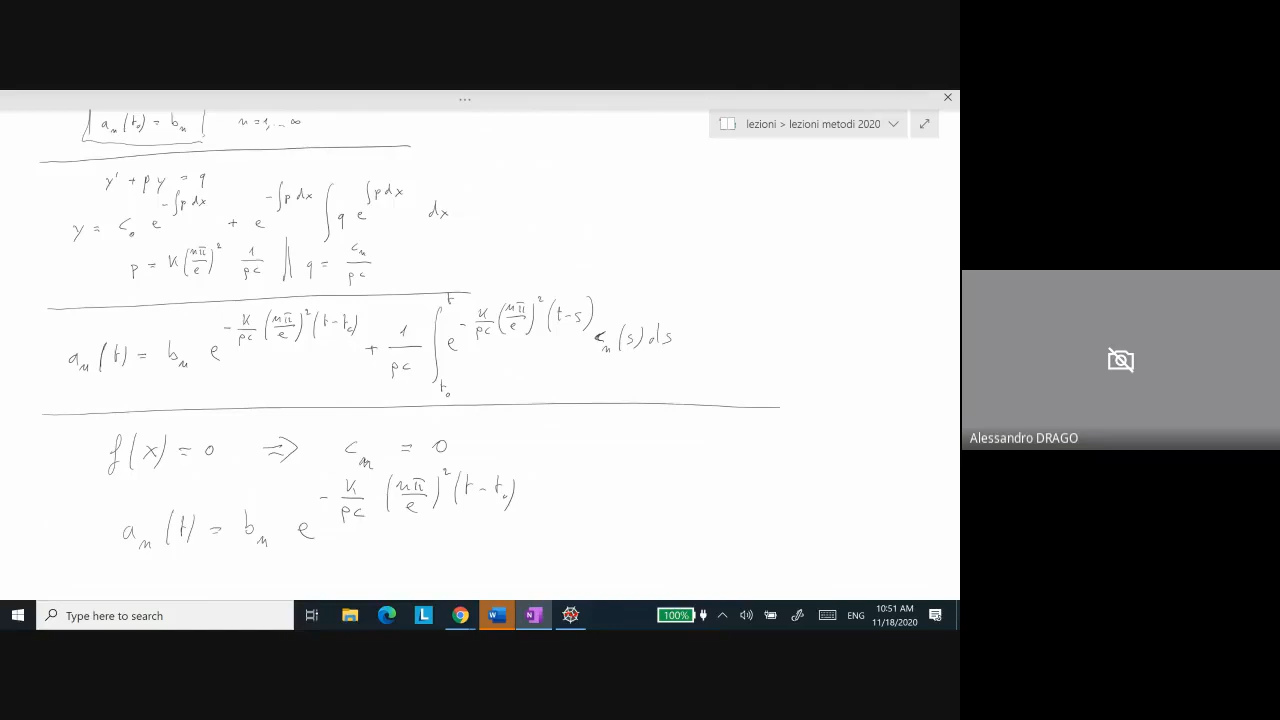 ...
a_n(t_0) = b_n    n = 1, ... ∞
lezioni > lezioni metodi 2020
y' + p y = q
y = c_0 e^{-∫p dx} + e^{-∫p dx} ∫ q e^{∫p dx} dx
p = K (nπ/e)^2 1/ρc || q = c_n/ρc
a_n(t) = b_n e^{-K/ρc (nπ/e)^2 (t-t_0)} + 1/ρc ∫_{t_0}^{t} e^{-K/ρc (nπ/e)^2 (t-s)} c_n(s) ds
f(x) = 0 ⇒ c_n = 0
a_n(t) = b_n e^{-K/ρc (nπ/e)^2 (t-t_0)}
Alessandro DRAGO
Type here to search
L
W
N
100%
ENG
10:51 AM
11/18/2020